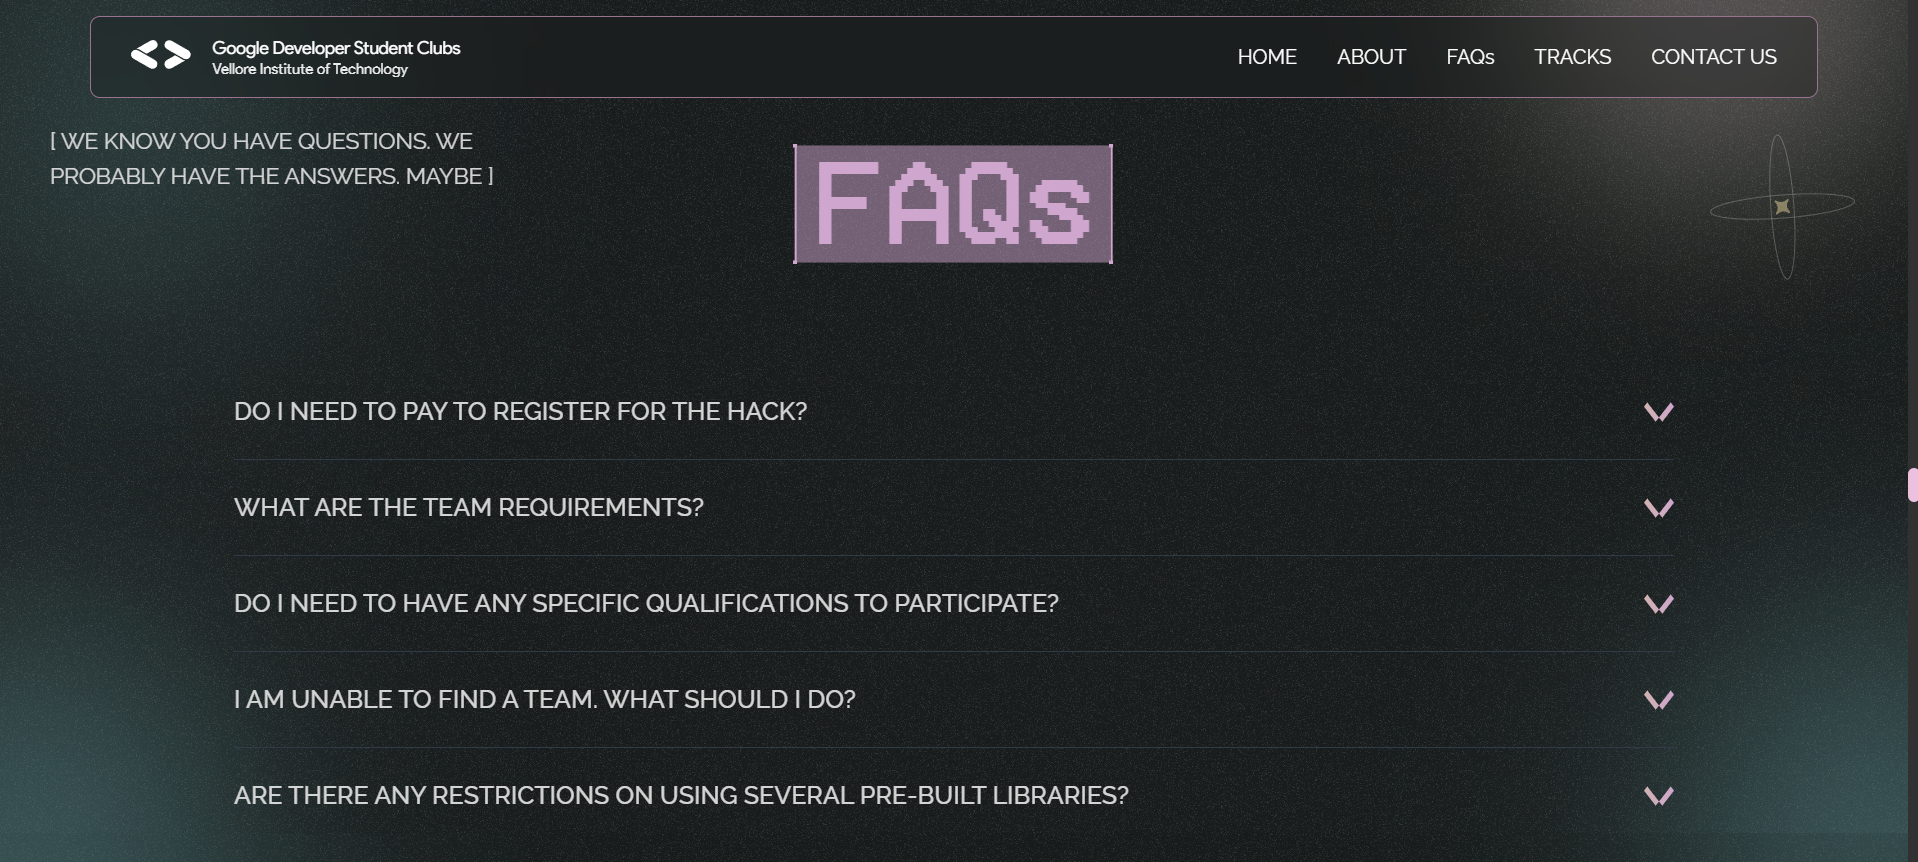 Google Developer Student Clubs
Vellore Institute of Technology
HOME ABOUT FAQs TRACKS CONTACT US
[ WE KNOW YOU HAVE QUESTIONS. WE
PROBABLY HAVE THE ANSWERS. MAYBE ]
FAQs
DO I NEED TO PAY TO REGISTER FOR THE HACK?
WHAT ARE THE TEAM REQUIREMENTS?
DO I NEED TO HAVE ANY SPECIFIC QUALIFICATIONS TO PARTICIPATE?
I AM UNABLE TO FIND A TEAM. WHAT SHOULD I DO?
ARE THERE ANY RESTRICTIONS ON USING SEVERAL PRE-BUILT LIBRARIES?